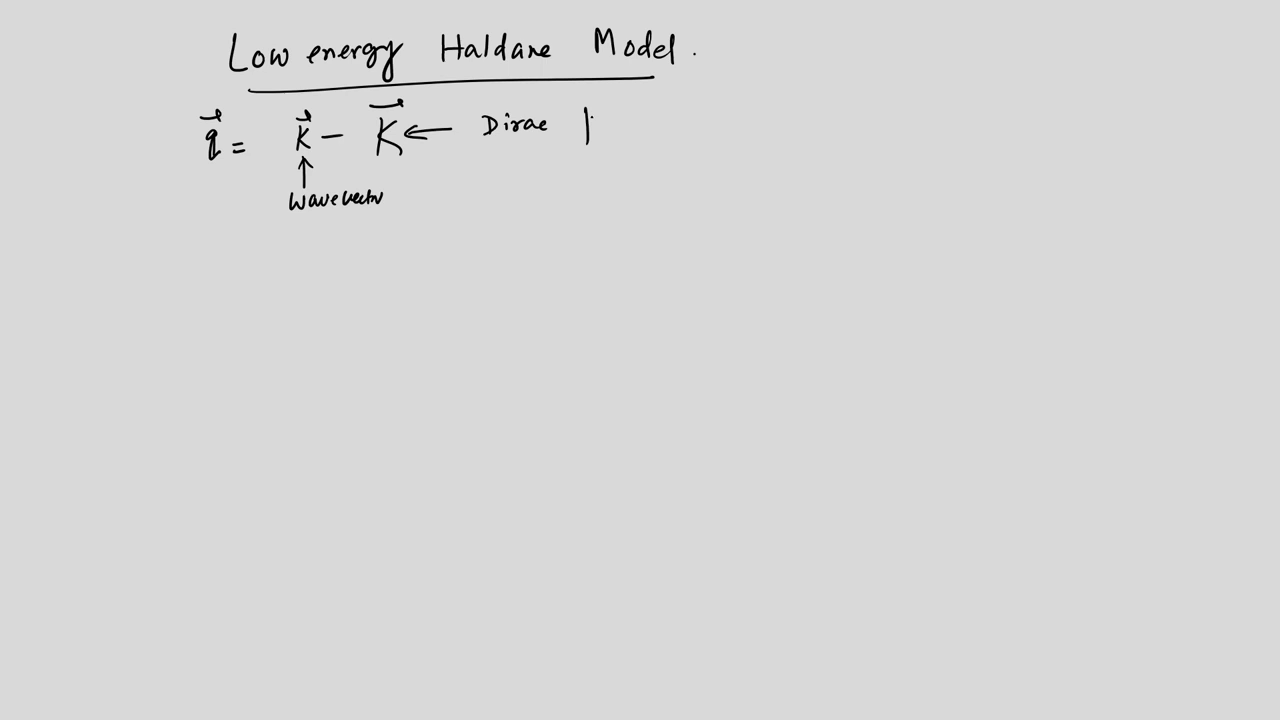 Low energy Haldane Model.
q⃗ = k⃗ − K⃗ ← Dirac
↑
Wavevector